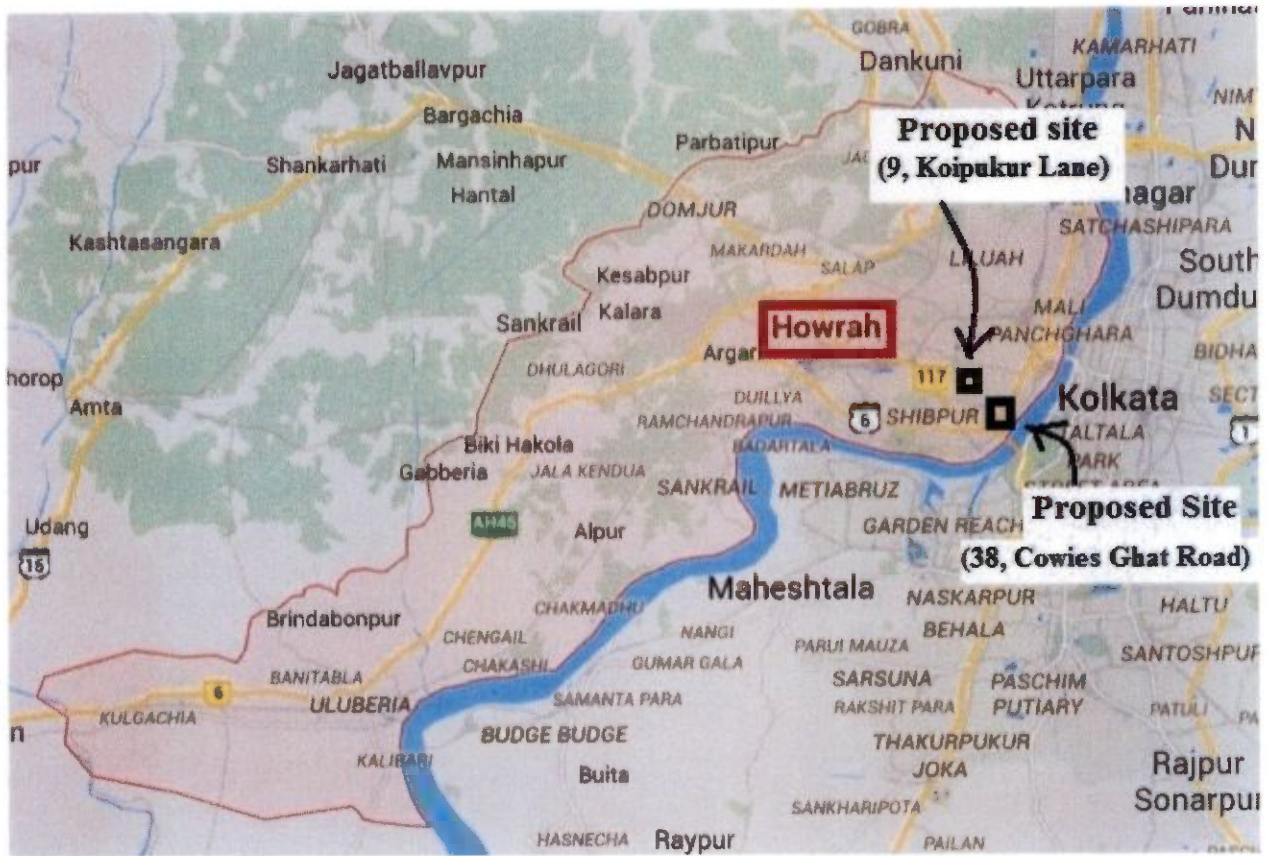 GOBRA
KAMARHATI
Dankuni
Jagatballavpur
Uttarpara
Bargachia
Proposed site
(9, Koipukur Lane)
Parbatipur
Shankarhati
Mansinhapur
Hantal
pur
nagar
DOMJUR
SATCHASHIPARA
Kashtasangara
MAKARDAH
SALAP
LILUAH
South
Dumdu
Kesabpur
Kalara
MALI
PANCHGHARA
Sankrail
Howrah
BIDHA
DHULAGORI
horop
Amta
117
Kolkata
SECT
DUILLYA
RAMCHANDRAPUR
6
SHIBPUR
1
ALTALA
PARK
BADARTALA
Biki Hakola
Gabberia
JALA KENDUA
SANKRAIL
METIABRUZ
Proposed Site
(38, Cowies Ghat Road)
GARDEN REACH
AH45
Alpur
Udang
15
Maheshtala
NASKARPUR
HALTU
CHAKMADHU
Brindabonpur
CHENGAIL
NANGI
PARUI MAUZA
BEHALA
SANTOSHPUR
CHAKASHI
GUMAR GALA
BANITABLA
SARSUNA
PASCHIM
PUTIARY
6
ULUBERIA
SAMANTA PARA
RAKSHIT PARA
PATULI
KULGACHIA
n
BUDGE BUDGE
THAKURPUKUR
JOKA
KALIBARI
Buita
Rajpur
Sonarpur
SANKHARIPOTA
HASNECHA
Raypur
PAILAN